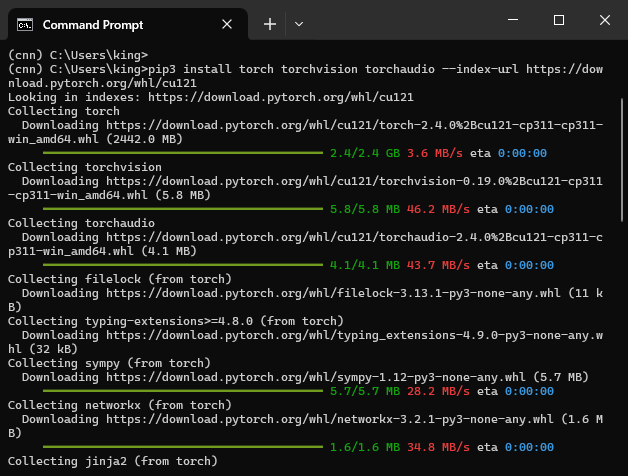 Command Prompt
(cnn) C:\Users\king>
(cnn) C:\Users\king>pip3 install torch torchvision torchaudio --index-url https://dow
nload.pytorch.org/whl/cu121
Looking in indexes: https://download.pytorch.org/whl/cu121
Collecting torch
  Downloading https://download.pytorch.org/whl/cu121/torch-2.4.0%2Bcu121-cp311-cp311-
win_amd64.whl (2442.0 MB)
2.4/2.4 GB 3.6 MB/s eta 0:00:00
Collecting torchvision
  Downloading https://download.pytorch.org/whl/cu121/torchvision-0.19.0%2Bcu121-cp311
-cp311-win_amd64.whl (5.8 MB)
5.8/5.8 MB 46.2 MB/s eta 0:00:00
Collecting torchaudio
  Downloading https://download.pytorch.org/whl/cu121/torchaudio-2.4.0%2Bcu121-cp311-c
p311-win_amd64.whl (4.1 MB)
4.1/4.1 MB 43.7 MB/s eta 0:00:00
Collecting filelock (from torch)
  Downloading https://download.pytorch.org/whl/filelock-3.13.1-py3-none-any.whl (11 k
B)
Collecting typing-extensions>=4.8.0 (from torch)
  Downloading https://download.pytorch.org/whl/typing_extensions-4.9.0-py3-none-any.w
hl (32 kB)
Collecting sympy (from torch)
  Downloading https://download.pytorch.org/whl/sympy-1.12-py3-none-any.whl (5.7 MB)
5.7/5.7 MB 28.2 MB/s eta 0:00:00
Collecting networkx (from torch)
  Downloading https://download.pytorch.org/whl/networkx-3.2.1-py3-none-any.whl (1.6 M
B)
1.6/1.6 MB 34.8 MB/s eta 0:00:00
Collecting jinja2 (from torch)